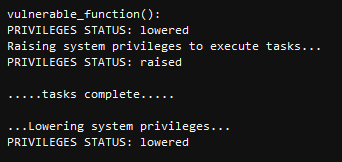 vulnerable_function():
PRIVILEGES STATUS: lowered
Raising system privileges to execute tasks...
PRIVILEGES STATUS: raised
.....tasks complete.....
...Lowering system privileges...
PRIVILEGES STATUS: lowered